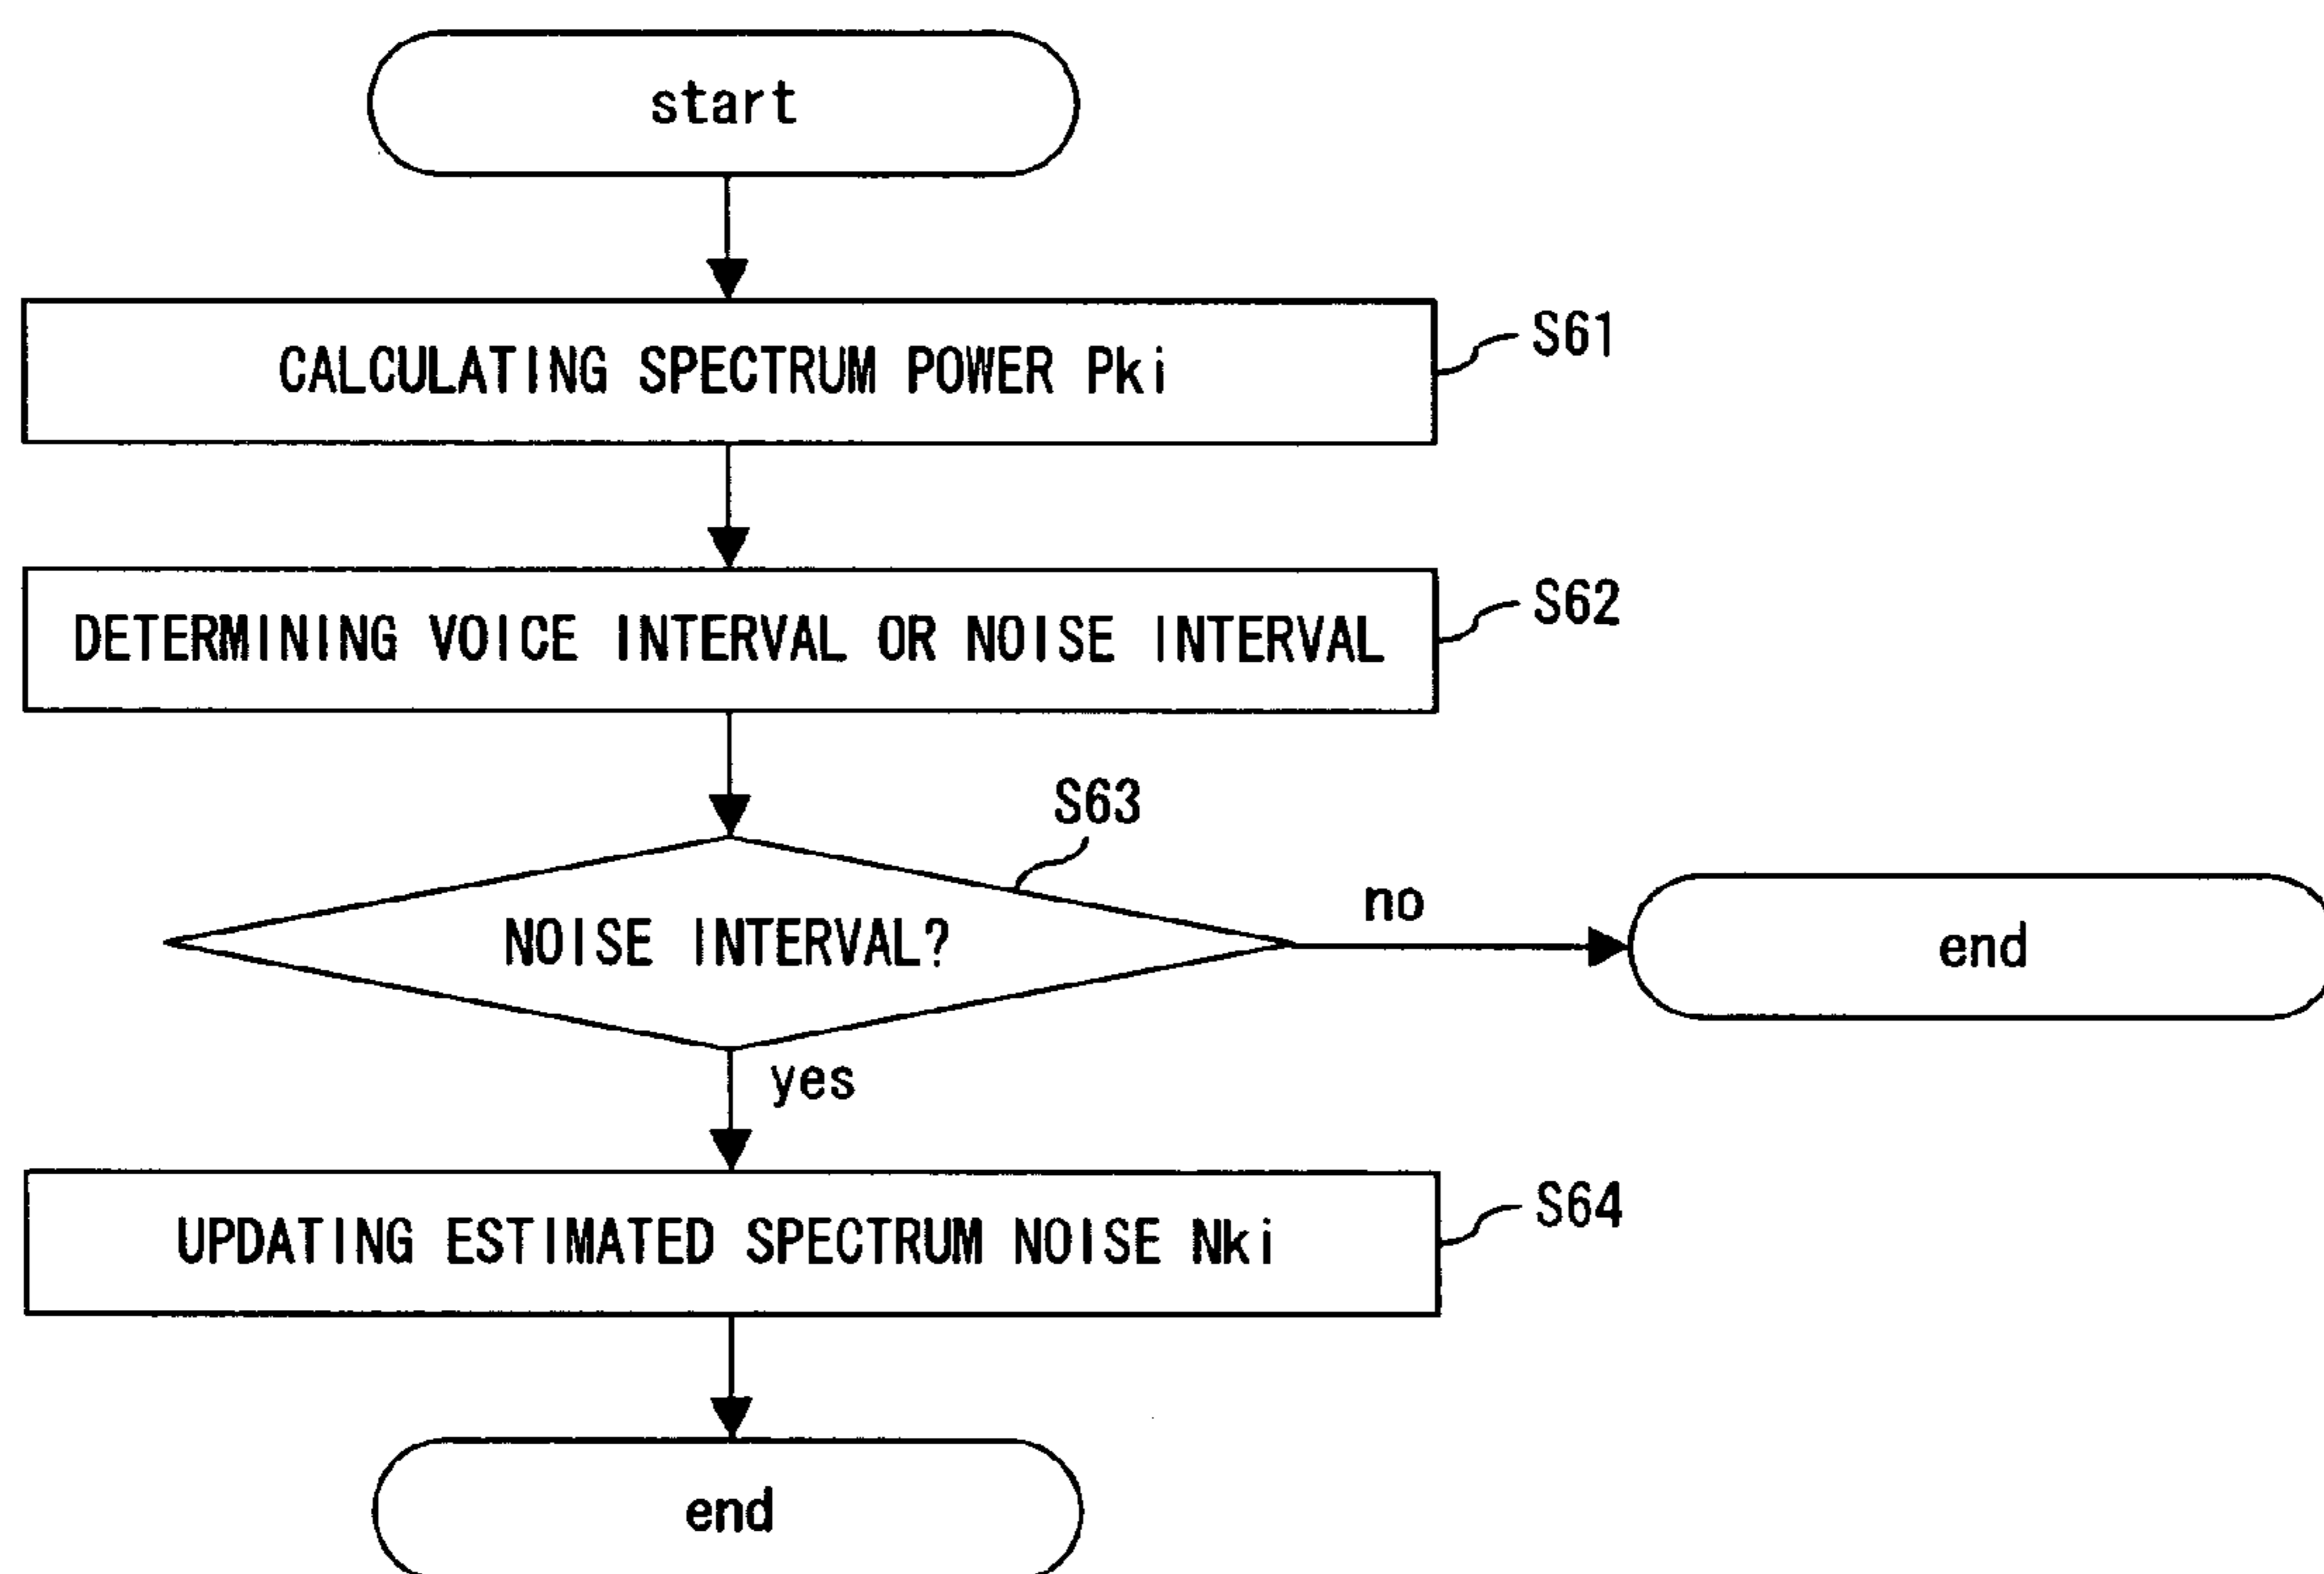 start
CALCULATING SPECTRUM POWER Pki
S61
DETERMINING VOICE INTERVAL OR NOISE INTERVAL
S62
S63
NOISE INTERVAL?
no
end
yes
UPDATING ESTIMATED SPECTRUM NOISE Nki
S64
end